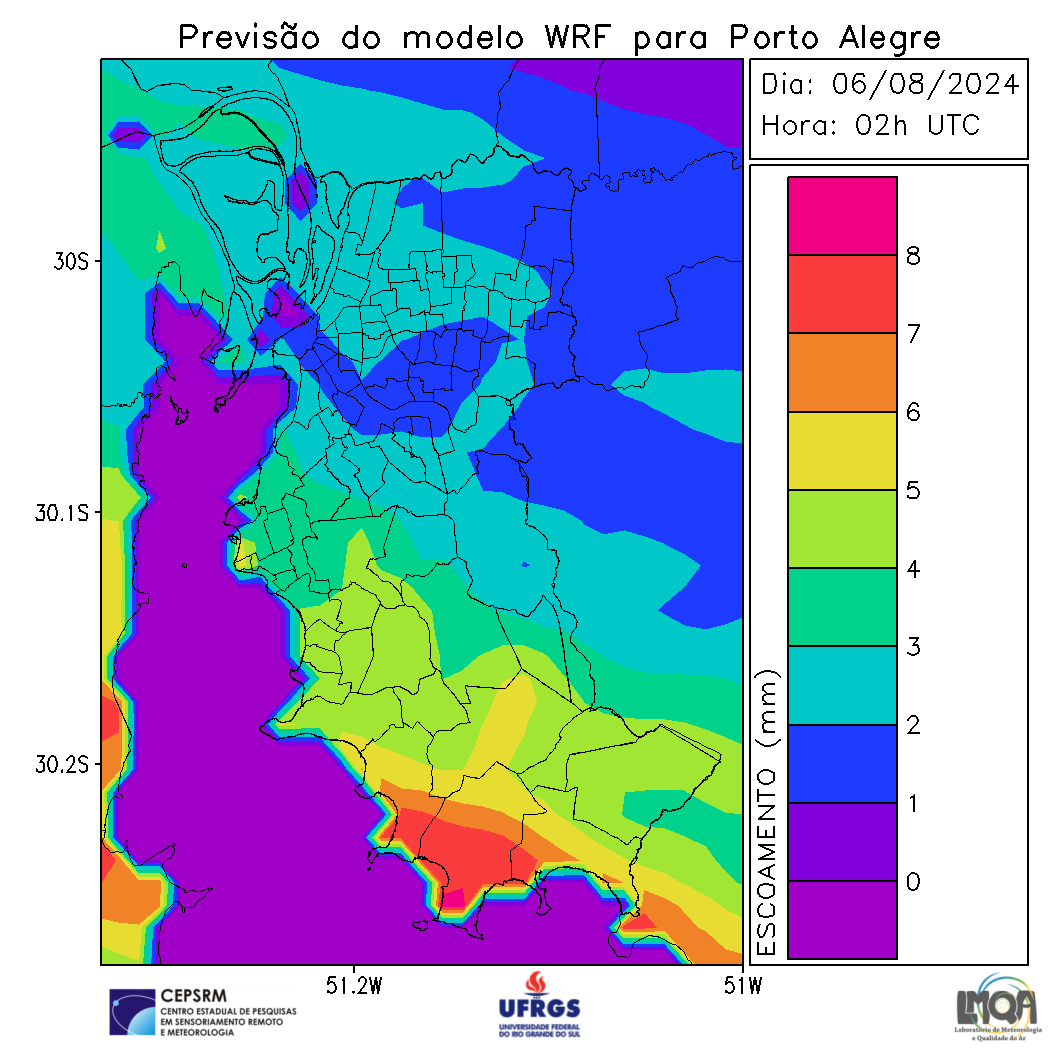 Previsão do modelo WRF para Porto Alegre
Dia: 06/08/2024
Hora: 02h UTC
30S
30.1S
30.2S
51.2W
51W
8
7
6
5
4
3
2
1
0
ESCOAMENTO (mm)
CEPSRM
CENTRO ESTADUAL DE PESQUISAS
EM SENSORIAMENTO REMOTO
E METEOROLOGIA
UFRGS
UNIVERSIDADE FEDERAL
DO RIO GRANDE DO SUL
LMQA
Laboratório de Meteorologia
e Qualidade do Ar